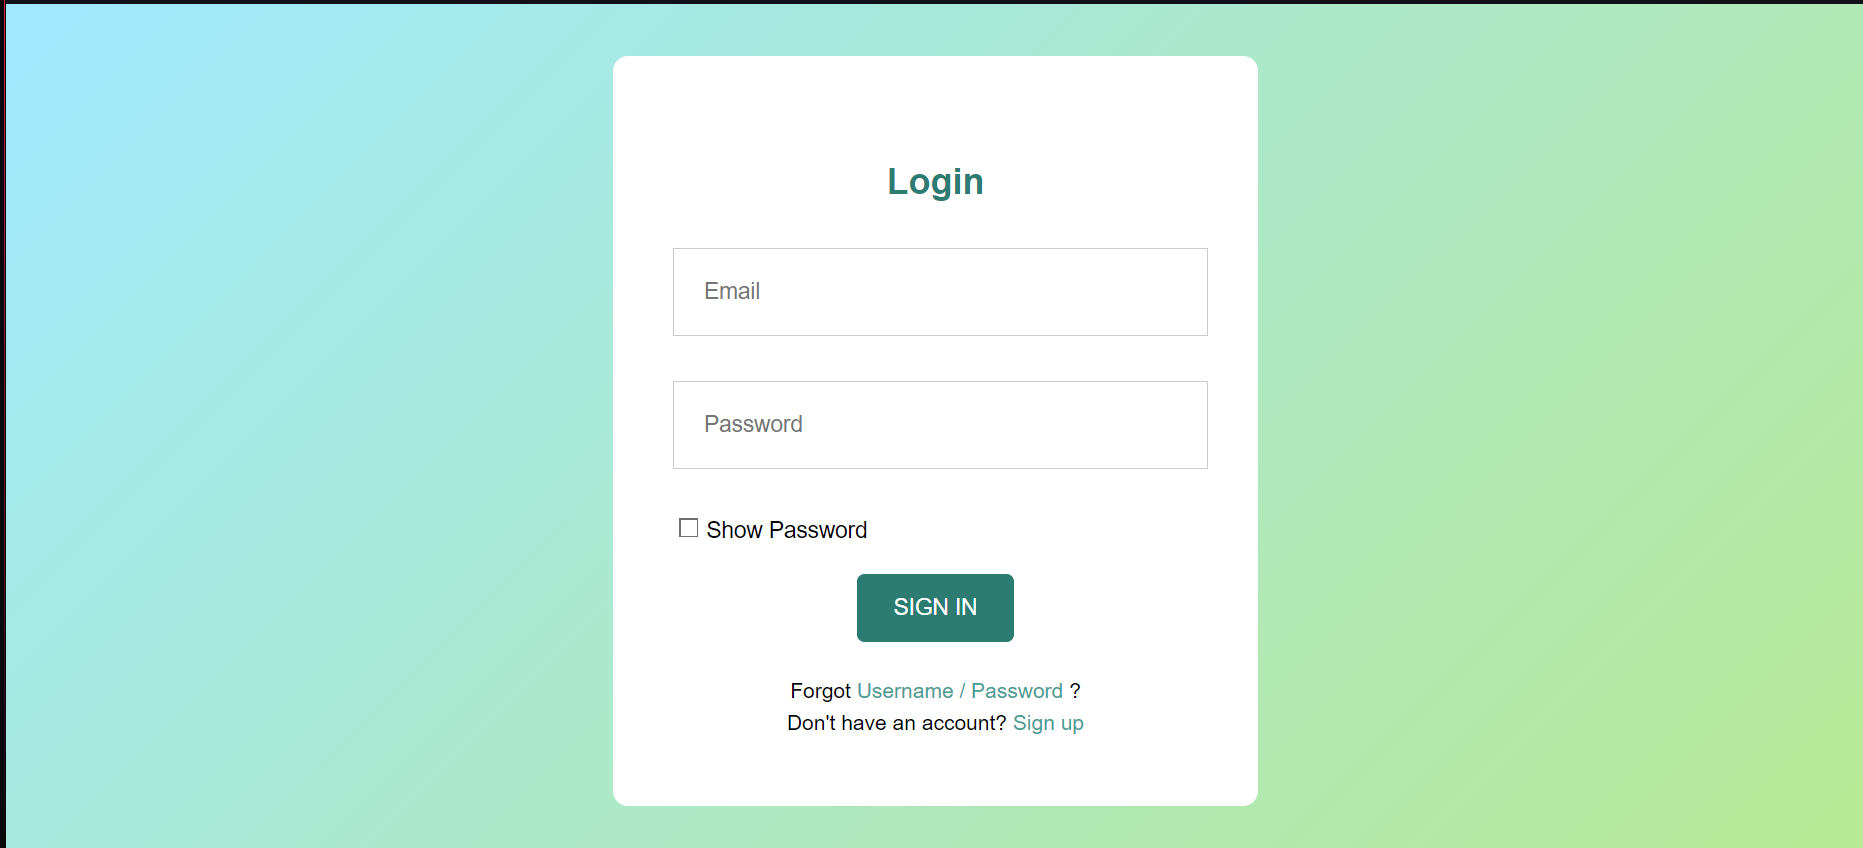 Login
Email
Password
Show Password
SIGN IN
Forgot Username / Password ?
Don't have an account? Sign up